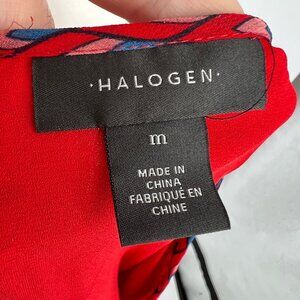 ·HALOGEN·
m
MADE IN
CHINA
FABRIQUÉ EN
CHINE